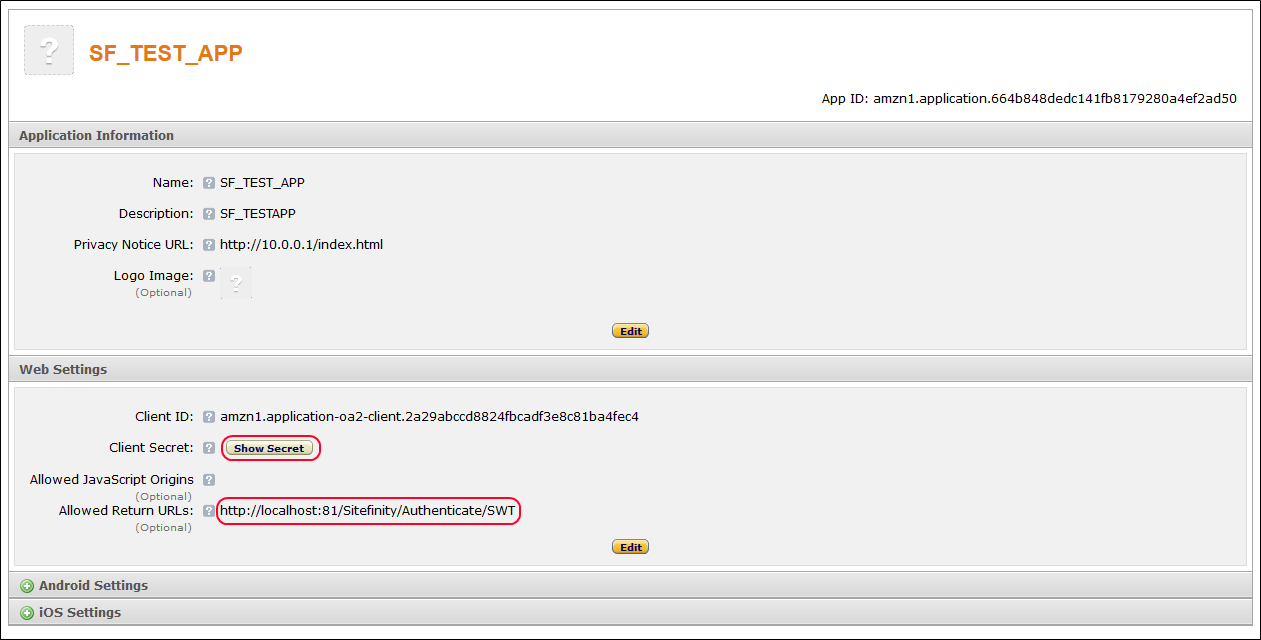 SF_TEST_APP
App ID: amzn1.application.664b848dedc141fb8179280a4ef2ad50
Application Information
Name: ? SF_TEST_APP
Description: ? SF_TESTAPP
Privacy Notice URL: ? http://10.0.0.1/index.html
Logo Image: ? ?
(Optional)
Edit
Web Settings
Client ID: ? amzn1.application-oa2-client.2a29abccd8824fbcadf3e8c81ba4fec4
Client Secret: ? Show Secret
Allowed JavaScript Origins ?
(Optional)
Allowed Return URLs: ? http://localhost:81/Sitefinity/Authenticate/SWT
(Optional)
Edit
Android Settings
iOS Settings